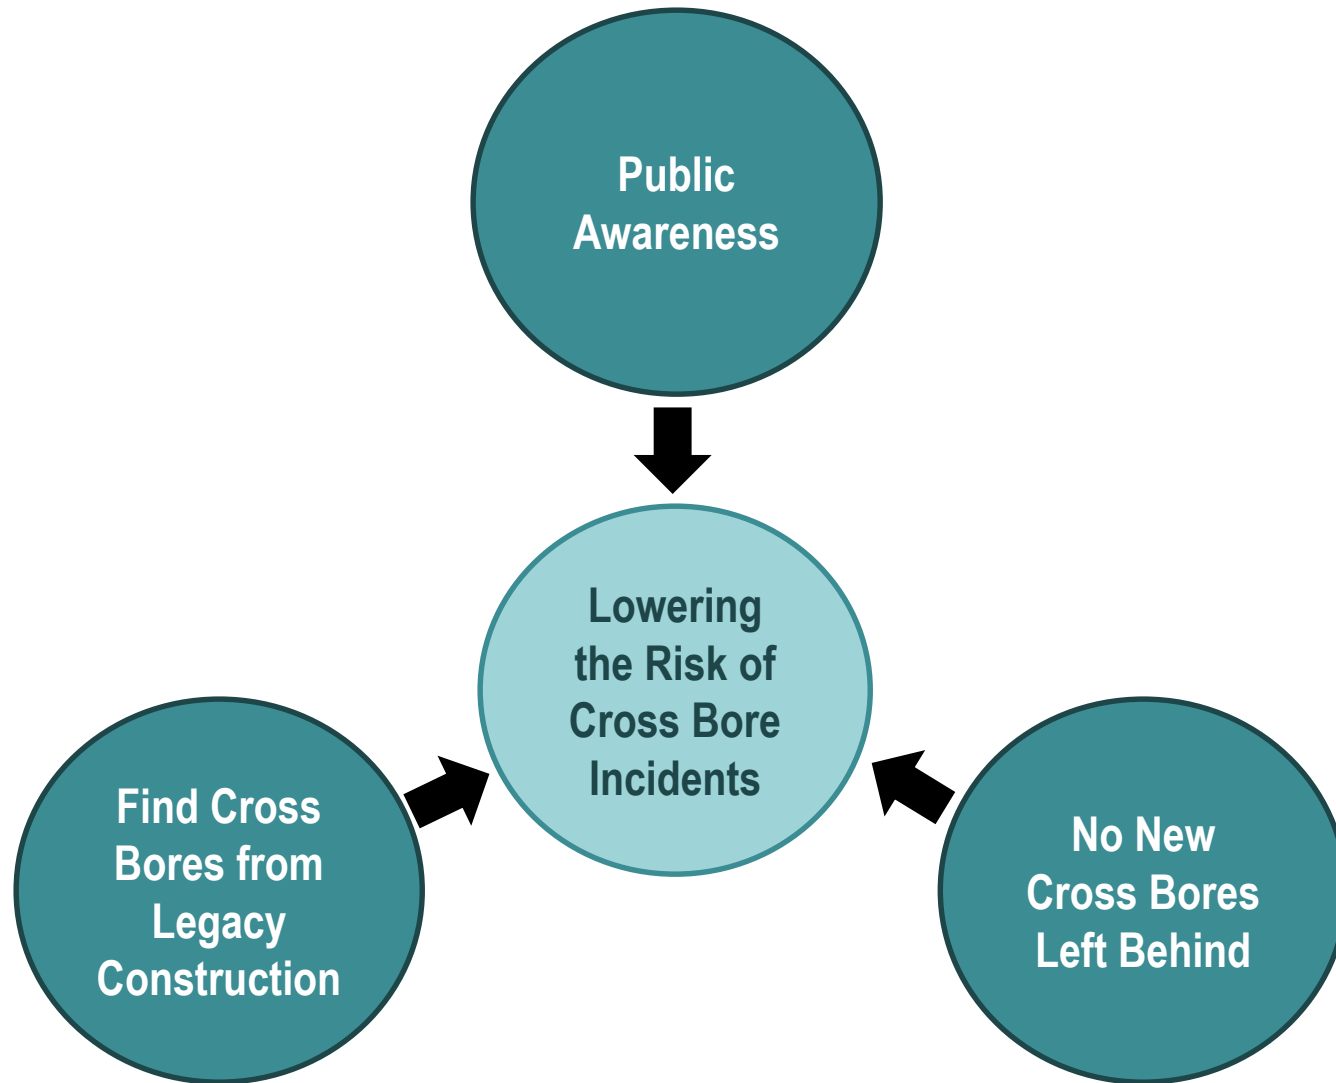 Public
Awareness
Lowering
the Risk of
Cross Bore
Incidents
Find Cross
Bores from
Legacy
Construction
No New
Cross Bores
Left Behind